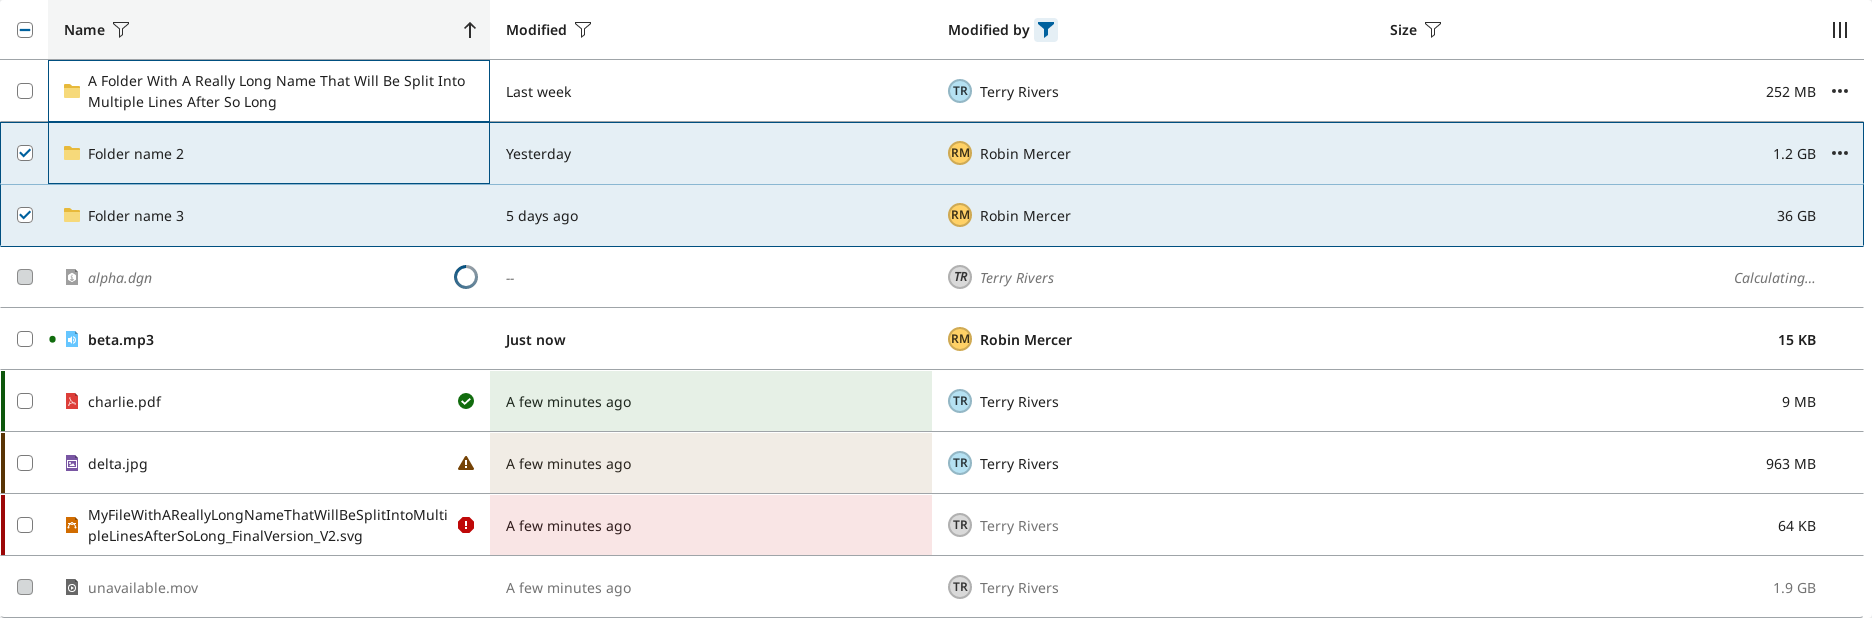 Name Modified Modified by Size
A Folder With A Really Long Name That Will Be Split Into
Multiple Lines After So Long
Last week TR Terry Rivers 252 MB
Folder name 2 Yesterday RM Robin Mercer 1.2 GB
Folder name 3 5 days ago RM Robin Mercer 36 GB
alpha.dgn -- TR Terry Rivers Calculating...
beta.mp3 Just now RM Robin Mercer 15 KB
charlie.pdf A few minutes ago TR Terry Rivers 9 MB
delta.jpg A few minutes ago TR Terry Rivers 963 MB
MyFileWithAReallyLongNameThatWillBeSplitIntoMulti
pleLinesAfterSoLong_FinalVersion_V2.svg
A few minutes ago TR Terry Rivers 64 KB
unavailable.mov A few minutes ago TR Terry Rivers 1.9 GB